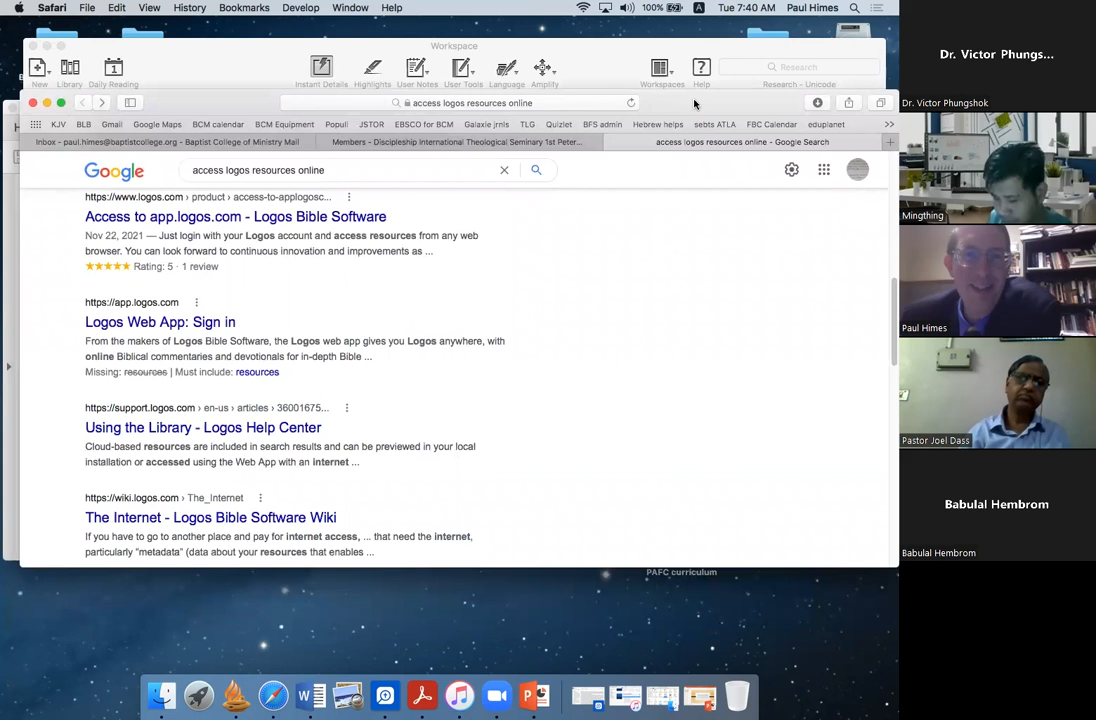 Safari File Edit View History Bookmarks Develop Window Help 100% A Tue 7:40 AM Paul Himes
Workspace
New Library Daily Reading Instant Details Highlights User Notes User Tools Language Amplify Workspaces Help Research
Research - Unicode
access logos resources online
KJV BLB Gmail Google Maps BCM calendar BCM Equipment Popull JSTOR EBSCO for BCM Galaxie jrnls TLG Quizlet BFS admin Hebrew helps sebts ATLA FBC Calendar eduplanet >>
Inbox - paul.himes@baptistcollege.org - Baptist College of Ministry Mail Members - Discipleship International Theological Seminary 1st Peter... access logos resources online - Google Search
Google access logos resources online
https://www.logos.com › product › access-to-applogosc...
Access to app.logos.com - Logos Bible Software
Nov 22, 2021 — Just login with your Logos account and access resources from any web
browser. You can look forward to continuous innovation and improvements as ...
Rating: 5 · 1 review
https://app.logos.com
Logos Web App: Sign in
From the makers of Logos Bible Software, the Logos web app gives you Logos anywhere, with
online Biblical commentaries and devotionals for in-depth Bible ...
Missing: resources | Must include: resources
https://support.logos.com › en-us › articles › 36001675...
Using the Library - Logos Help Center
Cloud-based resources are included in search results and can be previewed in your local
installation or accessed using the Web App with an internet ...
https://wiki.logos.com › The_Internet
The Internet - Logos Bible Software Wiki
If you have to go to another place and pay for internet access, ... that need the internet,
particularly "metadata" (data about your resources that enables ...
PAFC curriculum
Dr. Victor Phungs...
Dr. Victor Phungshok
Mingthing
Paul Himes
Pastor Joel Dass
Babulal Hembrom
Babulal Hembrom